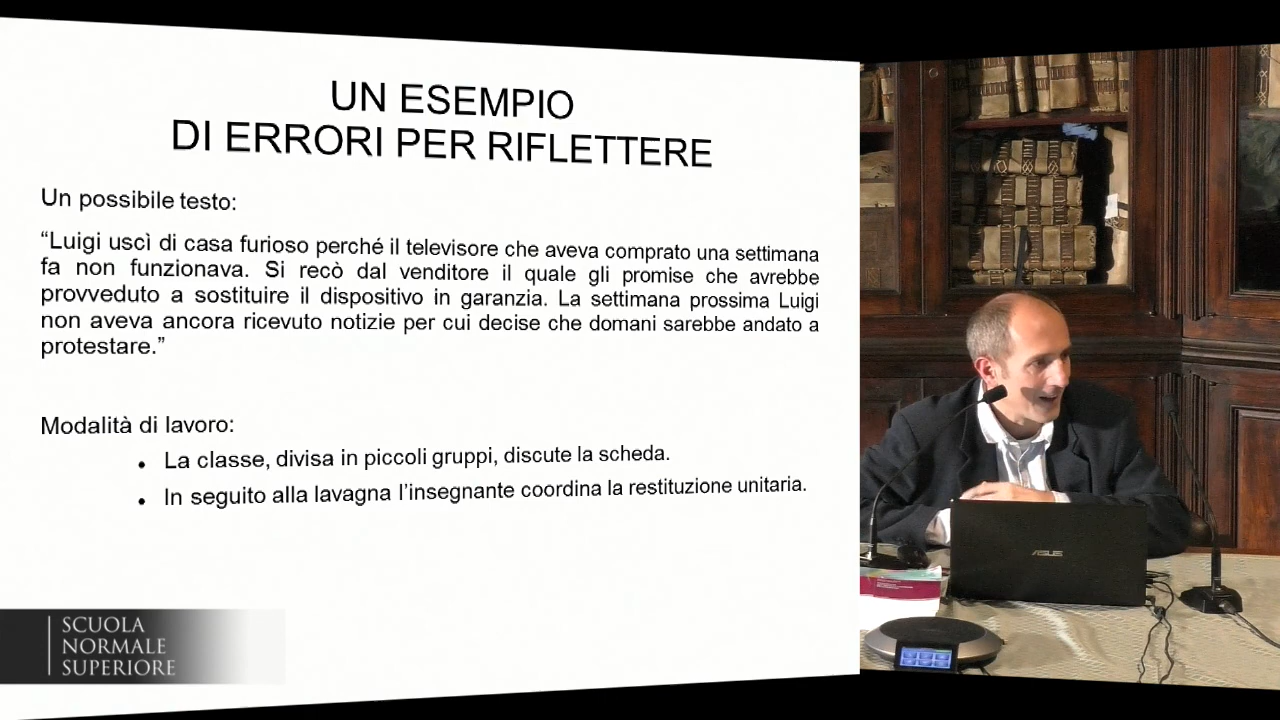 UN ESEMPIO
DI ERRORI PER RIFLETTERE
Un possibile testo:
“Luigi uscì di casa furioso perché il televisore che aveva comprato una settimana
fa non funzionava. Si recò dal venditore il quale gli promise che avrebbe
provveduto a sostituire il dispositivo in garanzia. La settimana prossima Luigi
non aveva ancora ricevuto notizie per cui decise che domani sarebbe andato a
protestare.”
Modalità di lavoro:
• La classe, divisa in piccoli gruppi, discute la scheda.
• In seguito alla lavagna l’insegnante coordina la restituzione unitaria.
SCUOLA
NORMALE
SUPERIORE
ASUS